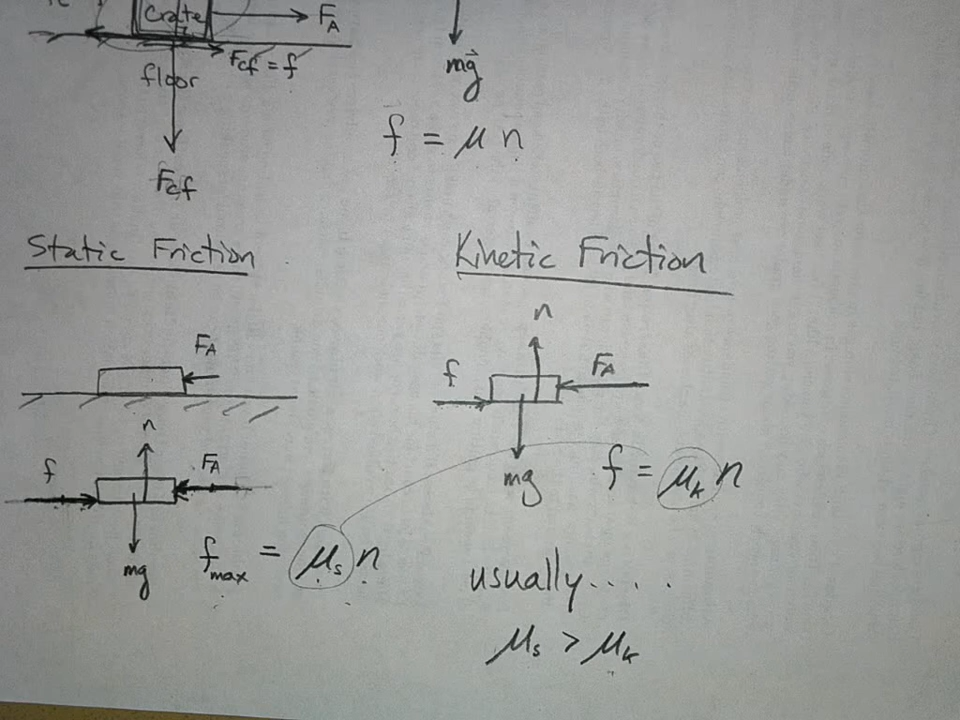 Crate
F_A
F_cf = f
floor
mg⃗
f⃗ = μ n
F_cf
Static Friction
Kinetic Friction
n
F_A
f
F_A
mg
f = μ_k n
n
f
F_A
mg
f_max = μ_s n
usually.....
μ_s > μ_k